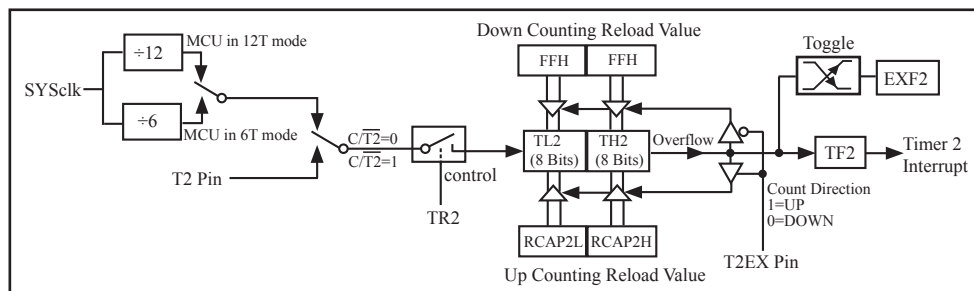 Down Counting Reload Value
Toggle
÷12
MCU in 12T mode
FFH
FFH
EXF2
SYSclk
÷6
MCU in 6T mode
C/T2=0
C/T2=1
TL2
(8 Bits)
TH2
(8 Bits)
Overflow
TF2
Timer 2
Interrupt
T2 Pin
control
TR2
Count Direction
1=UP
0=DOWN
RCAP2L
RCAP2H
T2EX Pin
Up Counting Reload Value